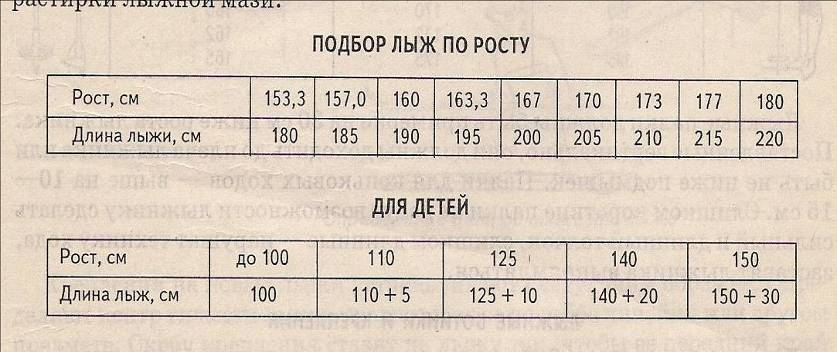 растирки лыжной мази.
ПОДБОР ЛЫЖ ПО РОСТУ
Рост, см 153,3 157,0 160 163,3 167 170 173 177 180
Длина лыжи, см 180 185 190 195 200 205 210 215 220
ДЛЯ ДЕТЕЙ
Рост, см до 100 110 125 140 150
Длина лыж, см 100 110 + 5 125 + 10 140 + 20 150 + 30